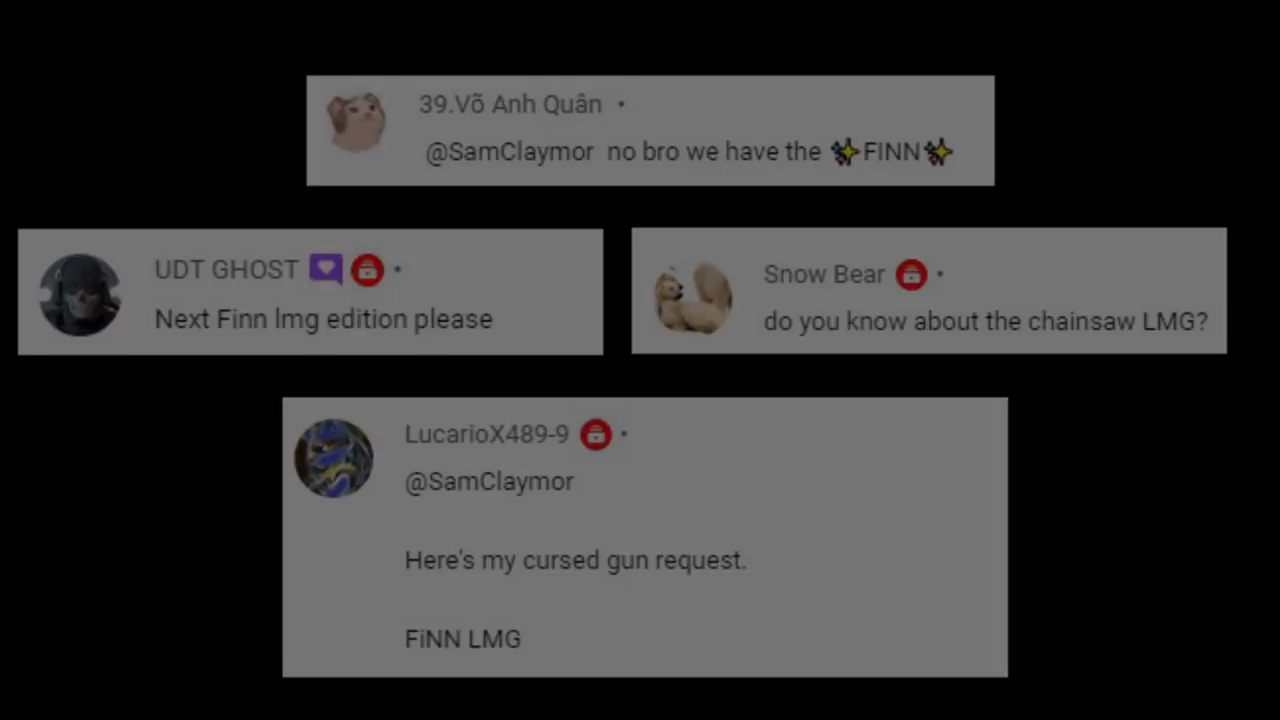 39.Võ Anh Quân •
@SamClaymor no bro we have the ✨FINN✨
UDT GHOST •
Next Finn lmg edition please
Snow Bear •
do you know about the chainsaw LMG?
LucarioX489-9 •
@SamClaymor
Here's my cursed gun request.
FiNN LMG